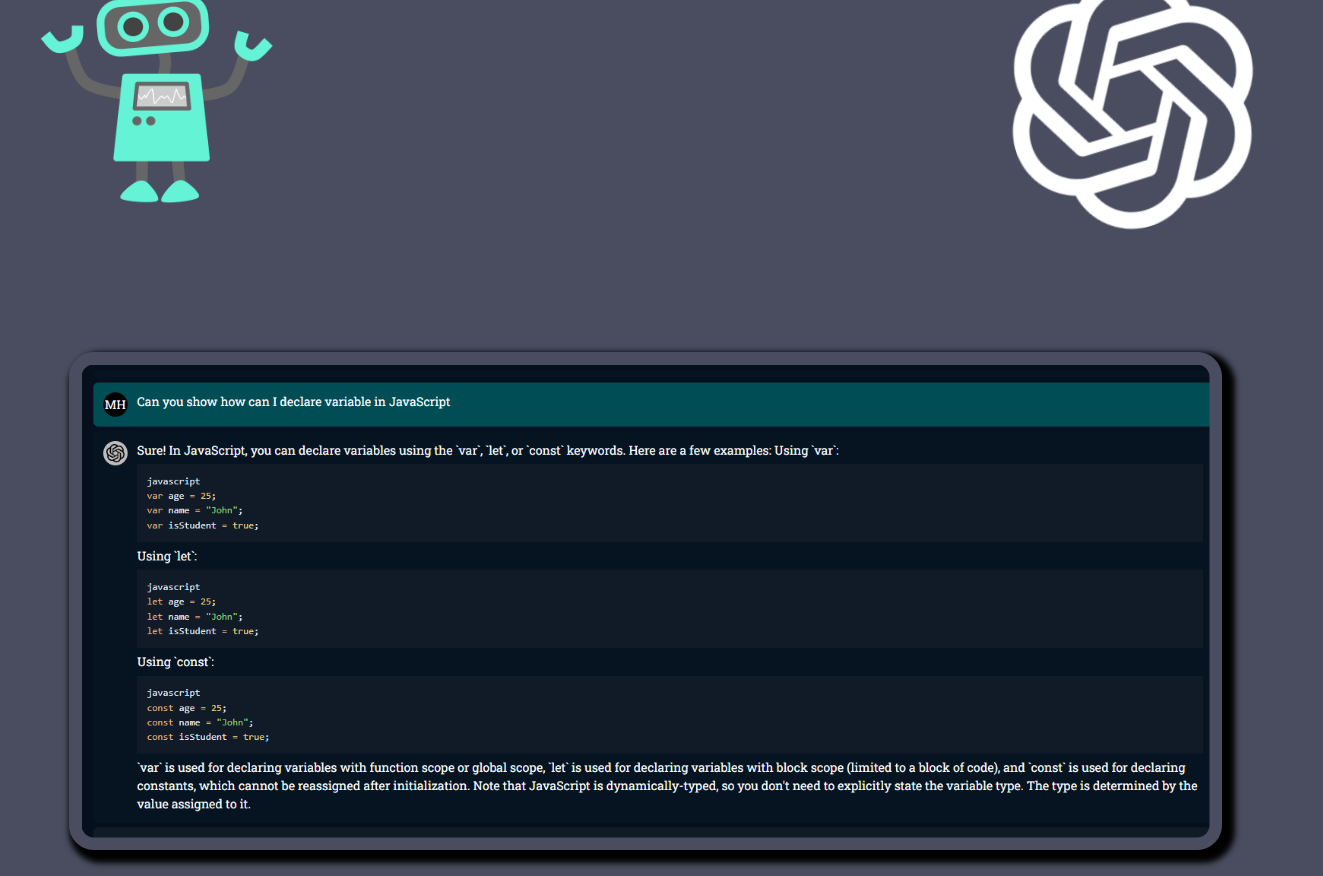 MH Can you show how can I declare variable in JavaScript
Sure! In JavaScript, you can declare variables using the `var`, `let`, or `const` keywords. Here are a few examples: Using `var`:
javascript
var age = 25;
var name = "John";
var isStudent = true;
Using `let`:
javascript
let age = 25;
let name = "John";
let isStudent = true;
Using `const`:
javascript
const age = 25;
const name = "John";
const isStudent = true;
`var` is used for declaring variables with function scope or global scope, `let` is used for declaring variables with block scope (limited to a block of code), and `const` is used for declaring
constants, which cannot be reassigned after initialization. Note that JavaScript is dynamically-typed, so you don't need to explicitly state the variable type. The type is determined by the
value assigned to it.